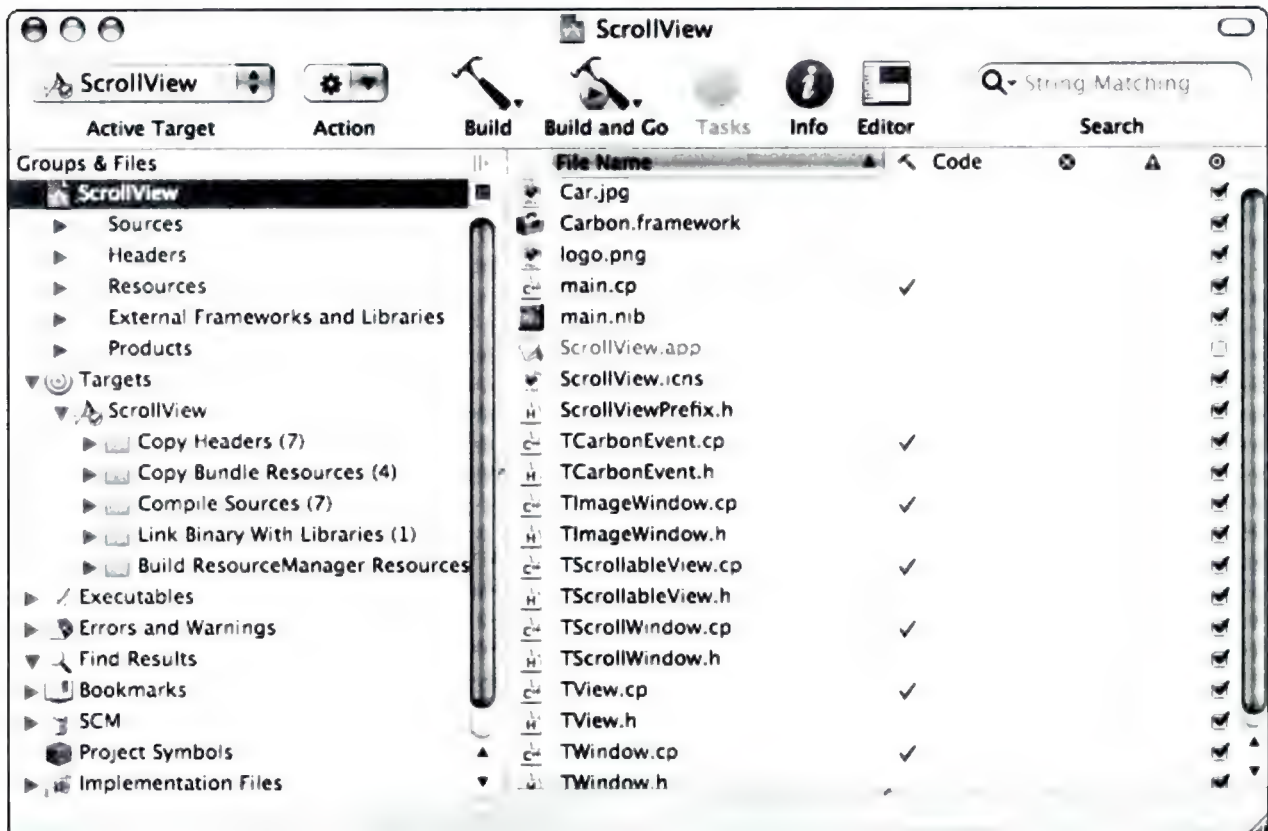 ScrollView
ScrollView
String Matching
Active Target
Action
Build
Build and Go
Tasks
Info
Editor
Search
Groups & Files
ScrollView
Sources
Headers
Resources
External Frameworks and Libraries
Products
Targets
ScrollView
Copy Headers (7)
Copy Bundle Resources (4)
Compile Sources (7)
Link Binary With Libraries (1)
Build ResourceManager Resources
Executables
Errors and Warnings
Find Results
Bookmarks
SCM
Project Symbols
Implementation Files
File Name
Code
Car.jpg
Carbon.framework
logo.png
main.cp
main.nib
ScrollView.app
ScrollView.icns
ScrollViewPrefix.h
TCarbonEvent.cp
TCarbonEvent.h
TImageWindow.cp
TImageWindow.h
TScrollableView.cp
TScrollableView.h
TScrollWindow.cp
TScrollWindow.h
TView.cp
TView.h
TWindow.cp
TWindow.h